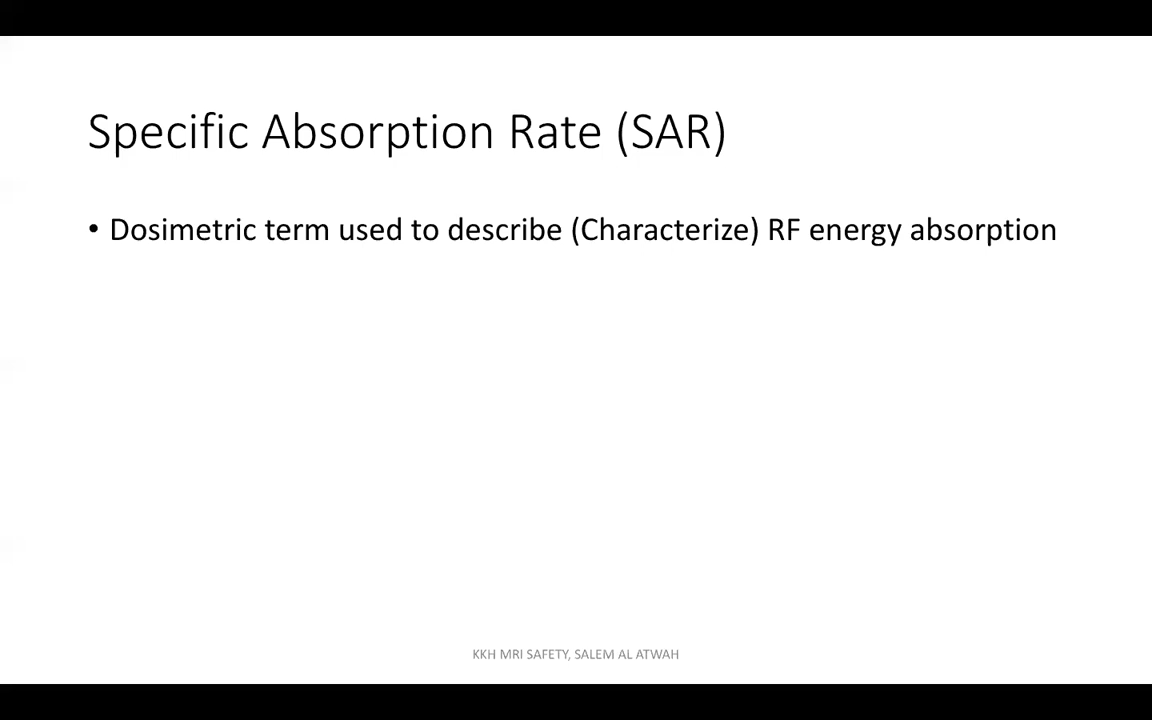 Specific Absorption Rate (SAR)
• Dosimetric term used to describe (Characterize) RF energy absorption
KKH MRI SAFETY, SALEM AL ATWAH